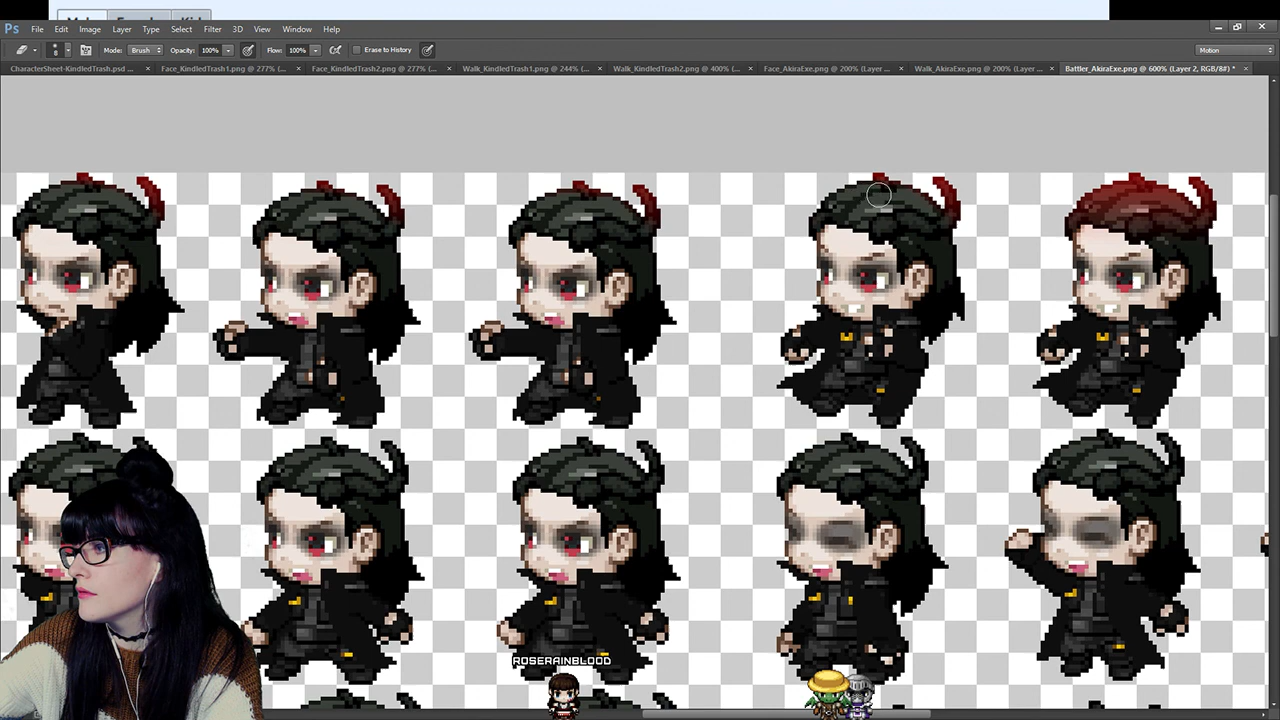 Ps File Edit Image Layer Type Select Filter 3D View Window Help
Mode: Brush Opacity: 100% Flow: 100% Erase to History Motion
CharacterSheet-KindledTrash.psd ... × Face_KindledTrash1.png @ 277% (... × Face_KindledTrash2.png @ 277% (... × Walk_KindledTrash1.png @ 244% (... × Walk_KindledTrash2.png @ 400% (... × Face_AkiraExe.png @ 200% (Layer ... × Walk_AkiraExe.png @ 200% (Layer ... × Battler_AkiraExe.png @ 600% (Layer 2, RGB/8#) * ×
ROSERAINBLOOD